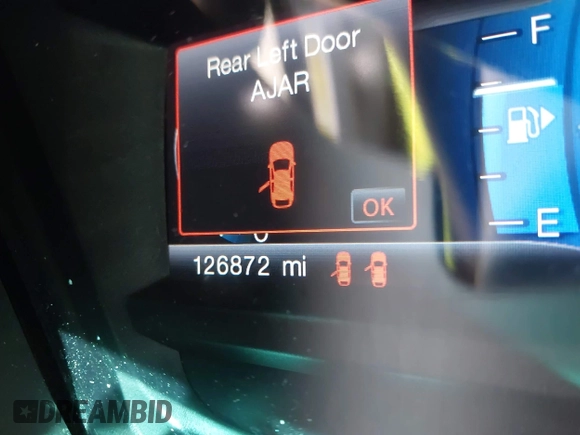 Rear Left Door
AJAR
OK
F
E
126872 mi
DREAMBID